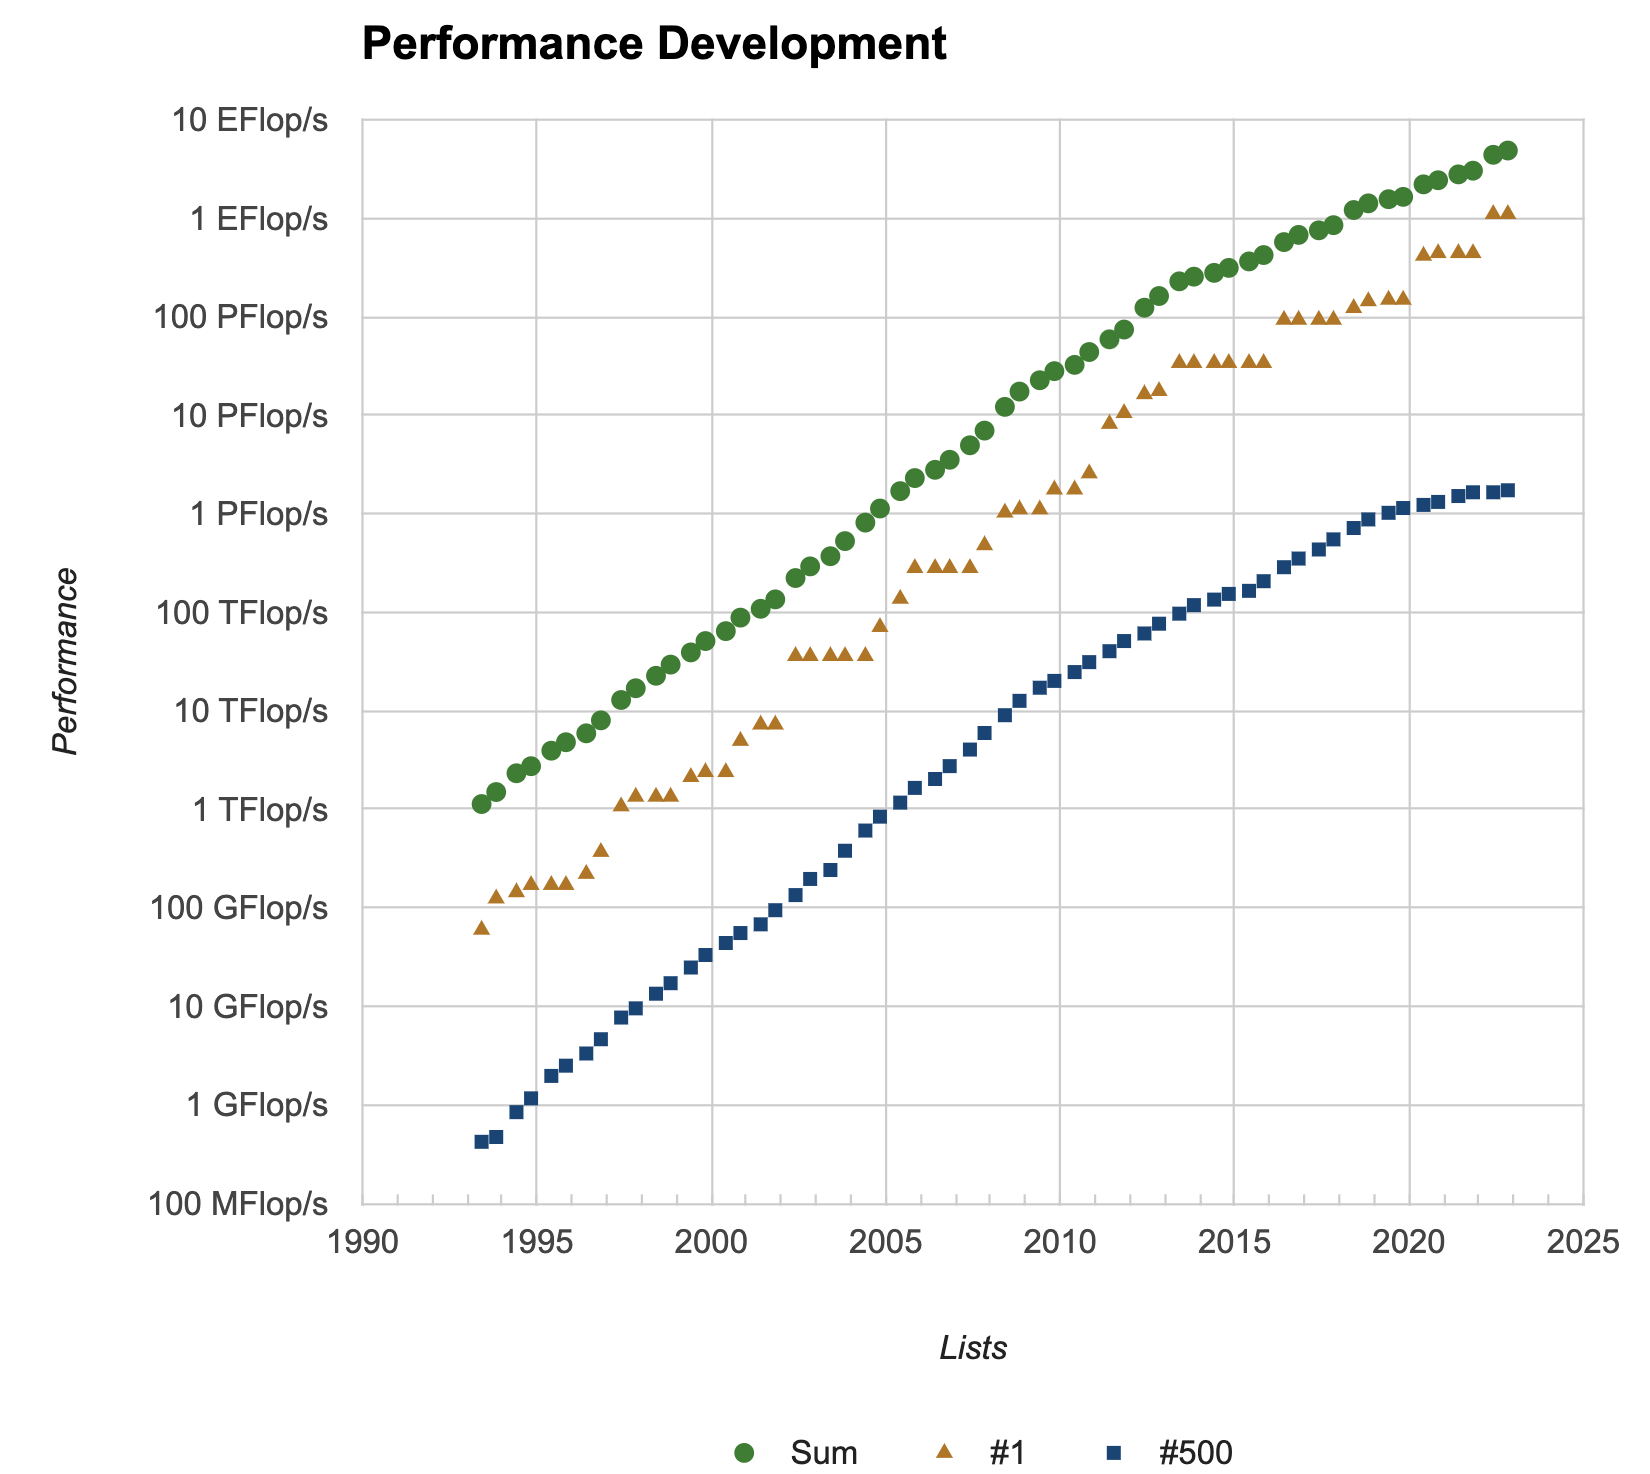 Performance Development
10 EFlop/s
1 EFlop/s
100 PFlop/s
10 PFlop/s
1 PFlop/s
100 TFlop/s
10 TFlop/s
1 TFlop/s
100 GFlop/s
10 GFlop/s
1 GFlop/s
100 MFlop/s
Performance
1990 1995 2000 2005 2010 2015 2020 2025
Lists
Sum #1 #500